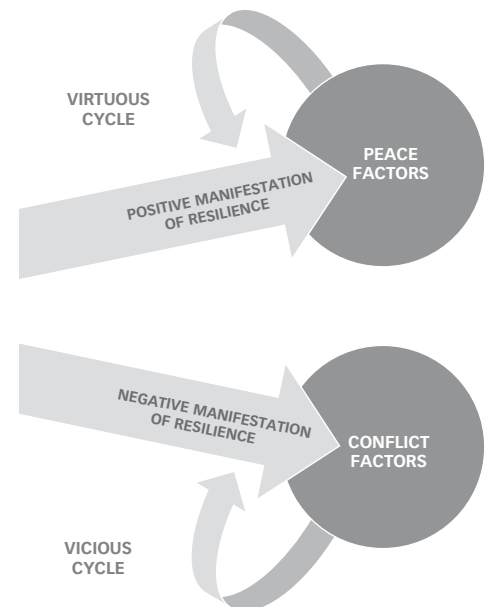 VIRTUOUS
CYCLE
PEACE
FACTORS
POSITIVE MANIFESTATION
OF RESILIENCE
NEGATIVE MANIFESTATION
OF RESILIENCE
CONFLICT
FACTORS
VICIOUS
CYCLE